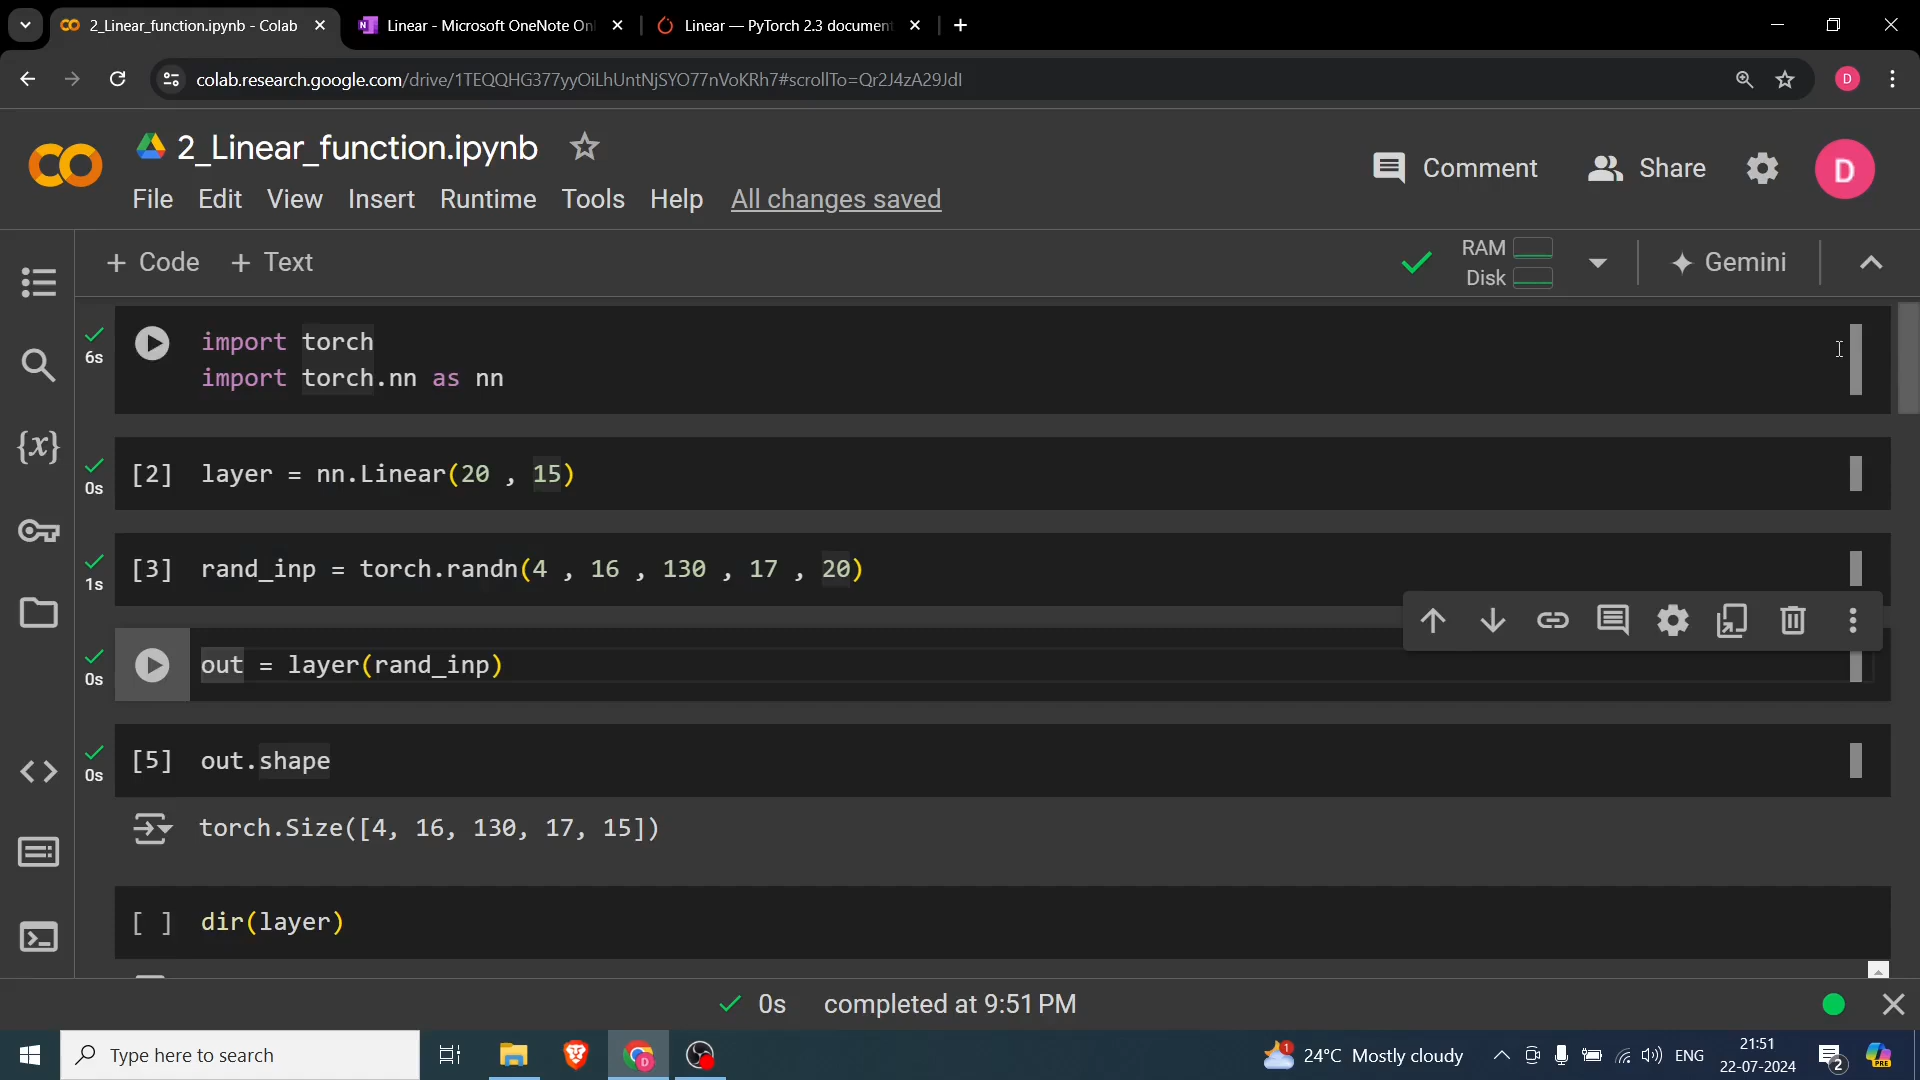 2_Linear_function.ipynb - Colab
Linear - Microsoft OneNote On
Linear — PyTorch 2.3 document
colab.research.google.com/drive/1TEQQHG377yyOiLhUntNjSYO77nVoKRh7#scrollTo=Qr2J4zA29JdI
D
2_Linear_function.ipynb
Comment
Share
D
File Edit View Insert Runtime Tools Help All changes saved
+ Code + Text
RAM
Disk
Gemini
6s
import torch
import torch.nn as nn
0s
[2] layer = nn.Linear(20 , 15)
1s
[3] rand_inp = torch.randn(4 , 16 , 130 , 17 , 20)
0s
out = layer(rand_inp)
0s
[5] out.shape
torch.Size([4, 16, 130, 17, 15])
[ ] dir(layer)
{x}
0s completed at 9:51 PM
Type here to search
D
1
24°C Mostly cloudy
ENG
21:51
22-07-2024
2
PRE